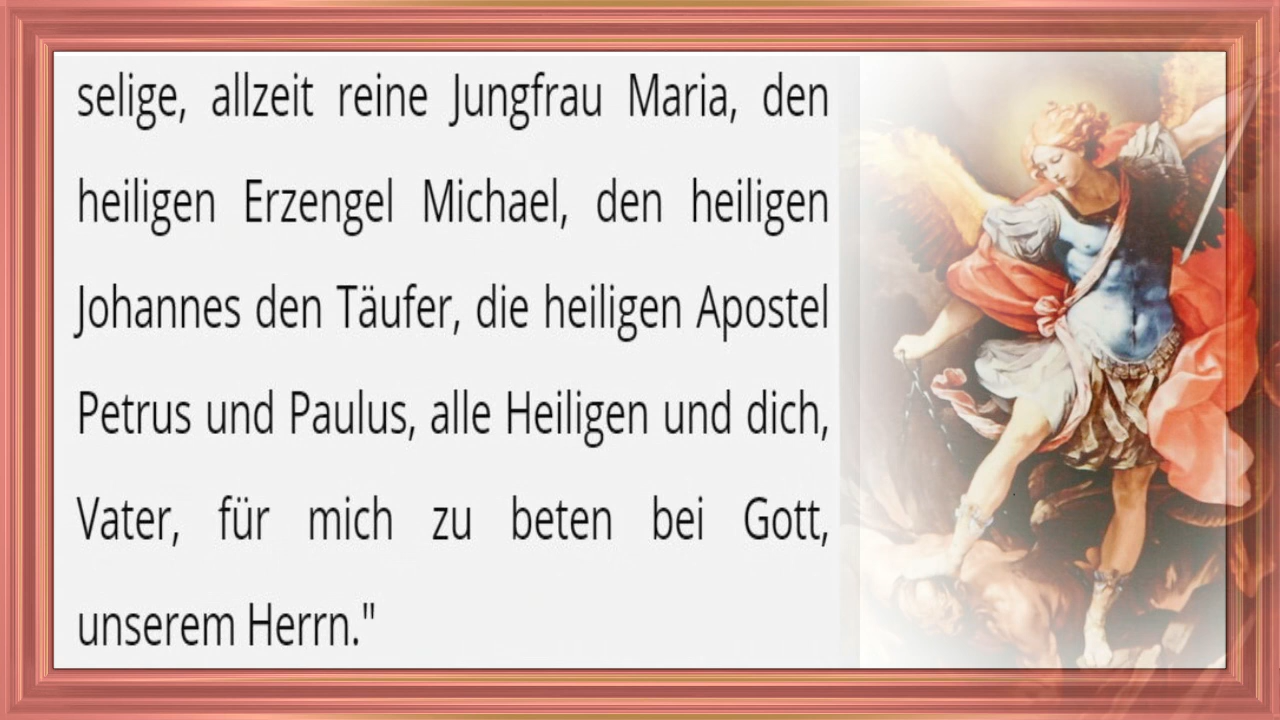 selige, allzeit reine Jungfrau Maria, den
heiligen Erzengel Michael, den heiligen
Johannes den Täufer, die heiligen Apostel
Petrus und Paulus, alle Heiligen und dich,
Vater, für mich zu beten bei Gott,
unserem Herrn."